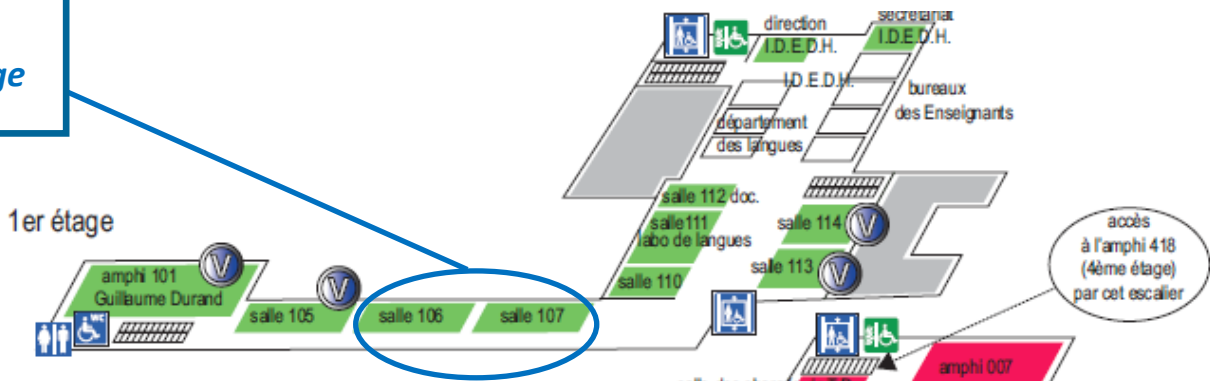 ge
direction
I.D.E.D.H.
secrétariat
I.D.E.D.H.
I.D.E.D.H.
bureaux
des Enseignants
département
des langues
1er étage
salle 112 doc.
salle 111
labo de langues
salle 110
salle 114
V
salle 113
V
accès
à l'amphi 418
(4ème étage)
par cet escalier
amphi 101
Guillaume Durand
V
WC
salle 105
V
salle 106
salle 107
amphi 007